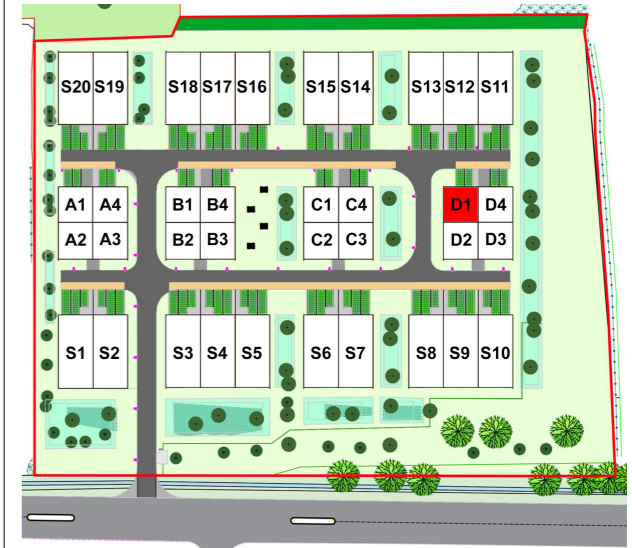 S20 S19 S18 S17 S16 S15 S14 S13 S12 S11
A1 A4 B1 B4 C1 C4 D1 D4
A2 A3 B2 B3 C2 C3 D2 D3
S1 S2 S3 S4 S5 S6 S7 S8 S9 S10